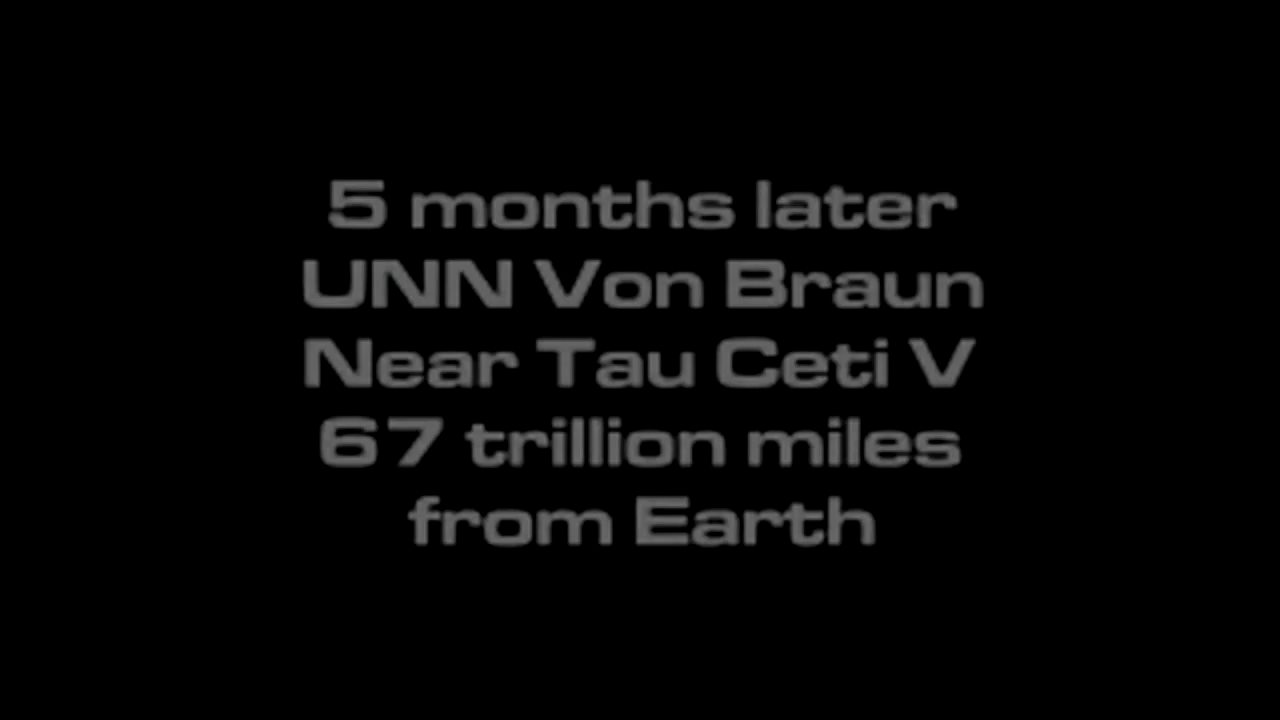 5 months later
UNN Von Braun
Near Tau Ceti V
67 trillion miles
from Earth